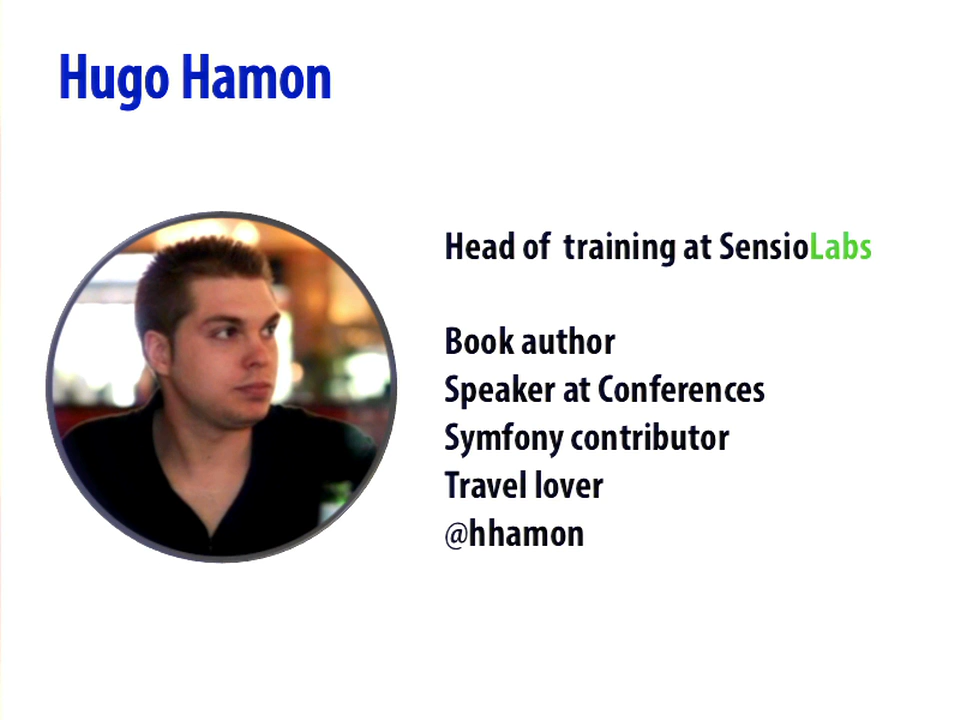 Hugo Hamon
Head of training at SensioLabs
Book author
Speaker at Conferences
Symfony contributor
Travel lover
@hhamon